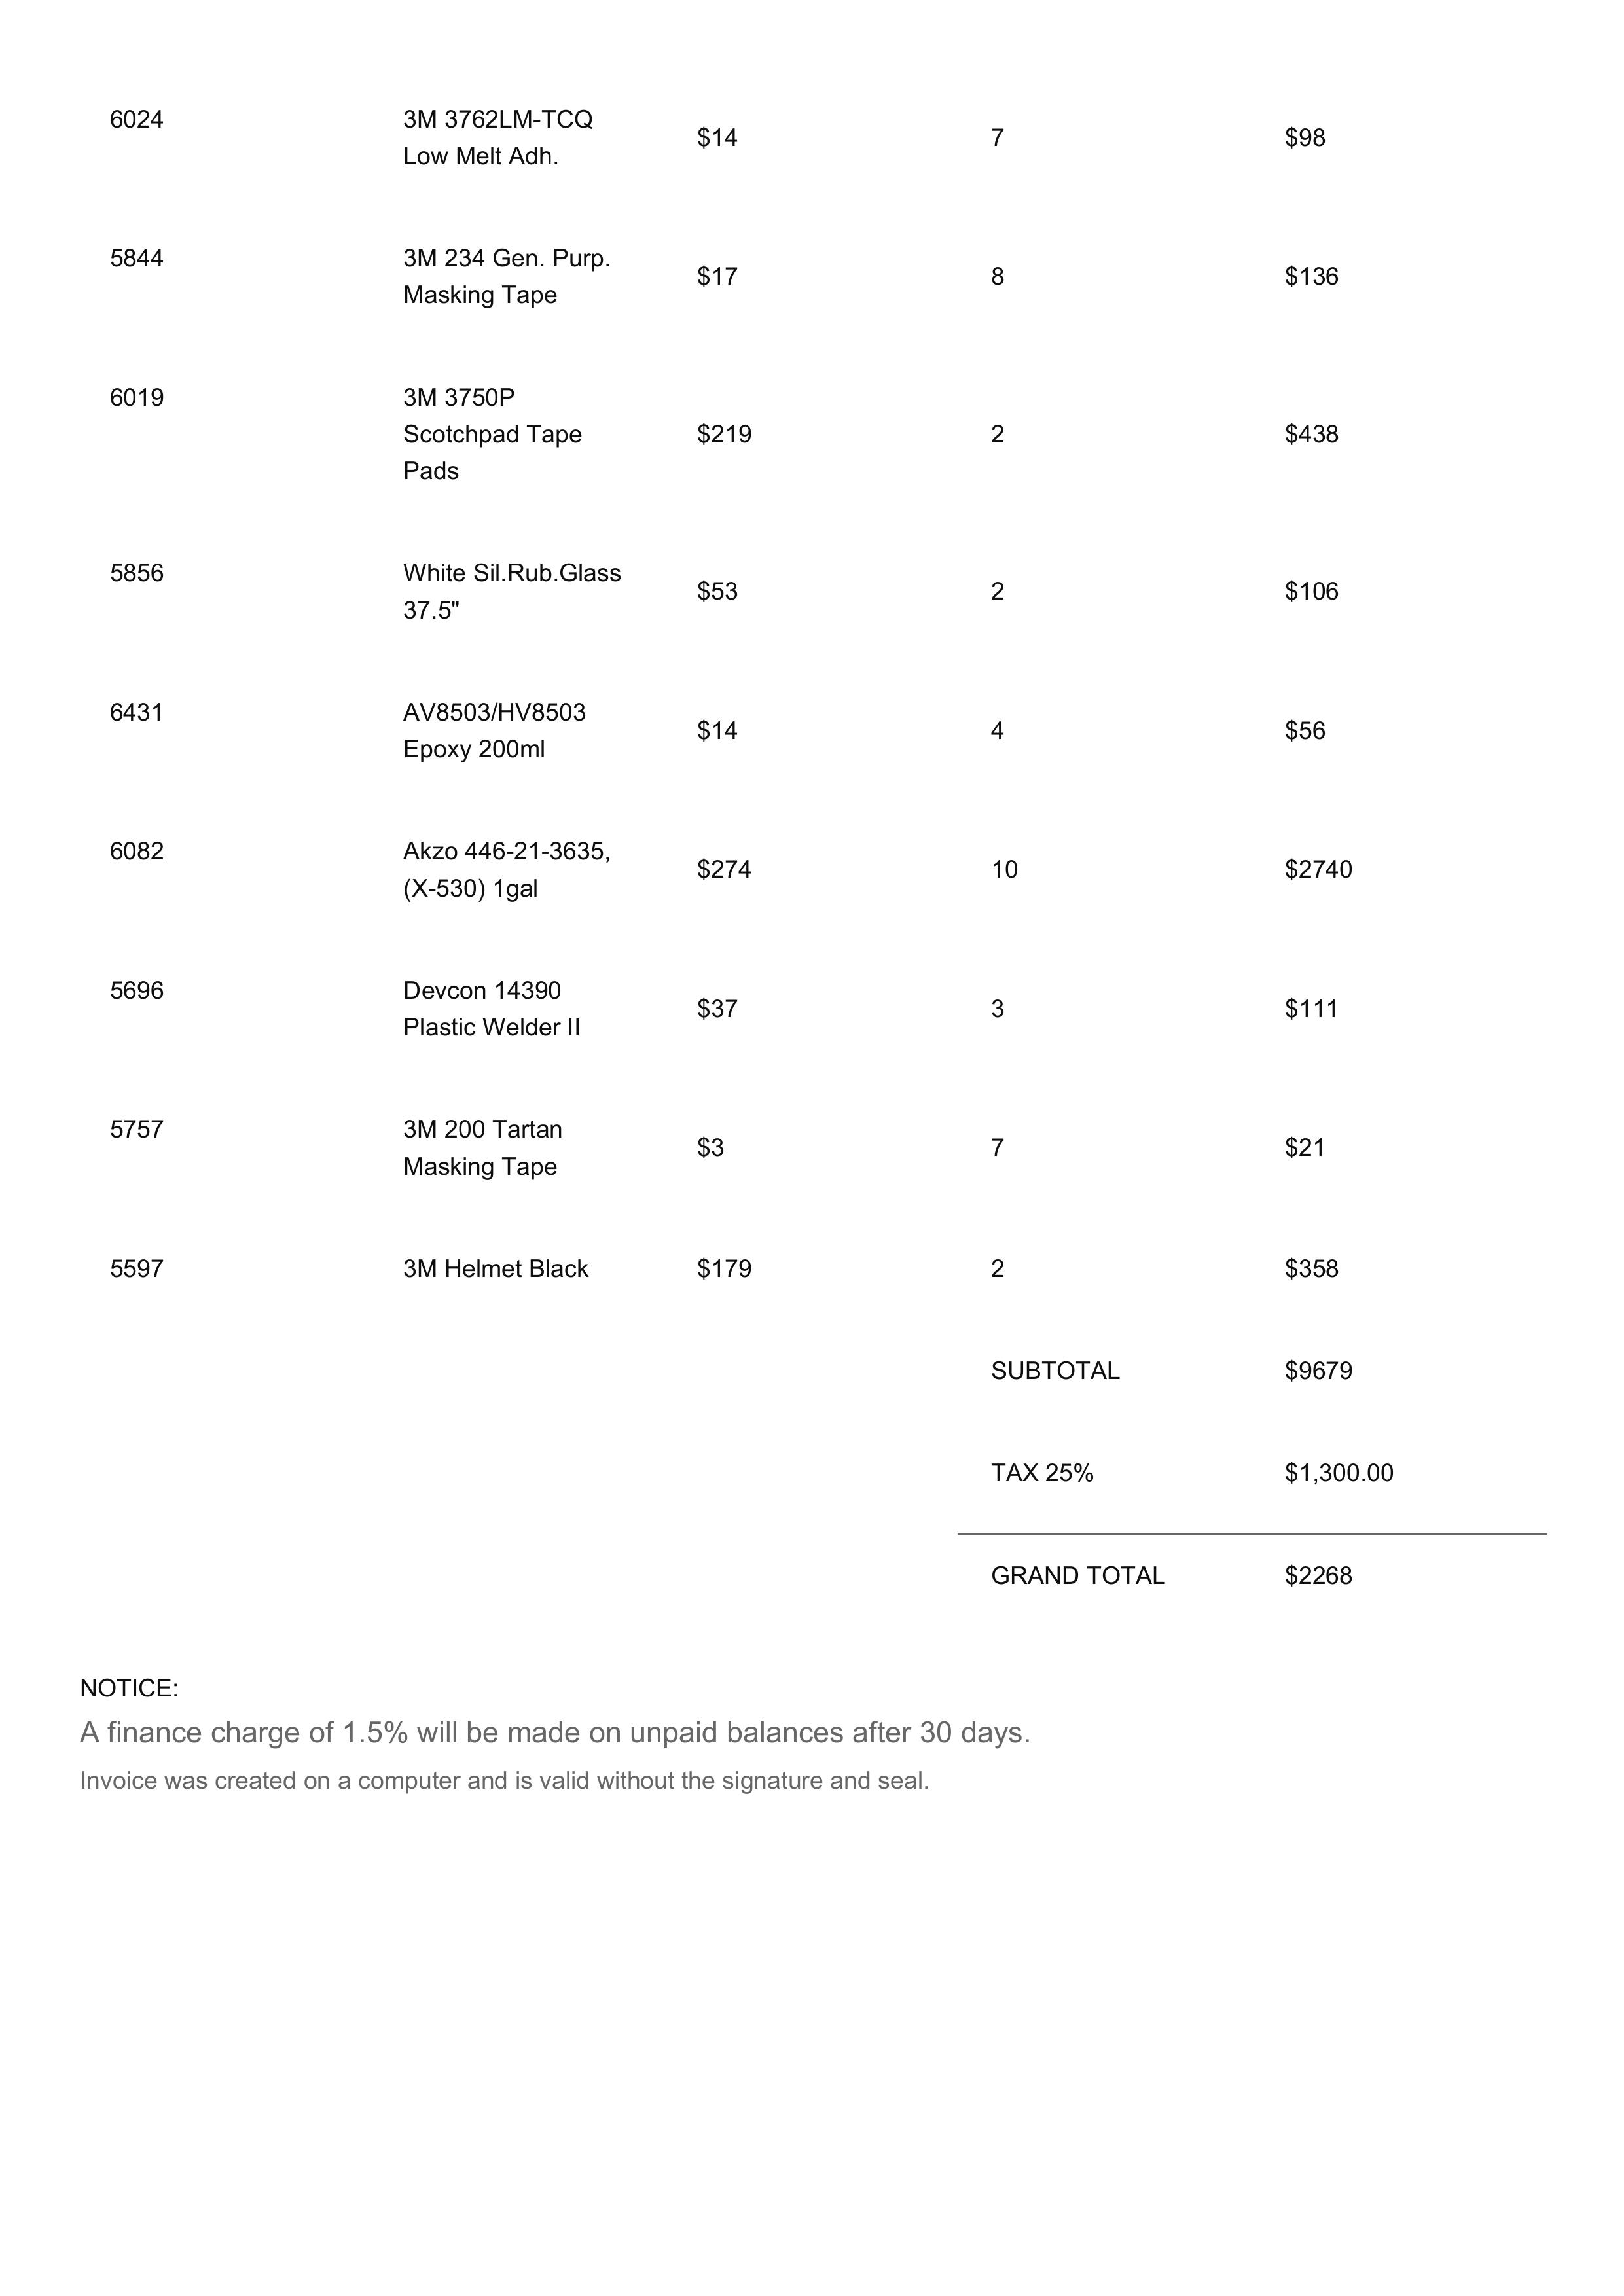 6024 3M 3762LM-TCQ $14 7 $98
Low Melt Adh.
5844 3M 234 Gen. Purp. $17 8 $136
Masking Tape
6019 3M 3750P
Scotchpad Tape $219 2 $438
Pads
5856 White Sil.Rub.Glass $53 2 $106
37.5"
6431 AV8503/HV8503 $14 4 $56
Epoxy 200ml
6082 Akzo 446-21-3635, $274 10 $2740
(X-530) 1gal
5696 Devcon 14390 $37 3 $111
Plastic Welder II
5757 3M 200 Tartan $3 7 $21
Masking Tape
5597 3M Helmet Black $179 2 $358
SUBTOTAL $9679
TAX 25% $1,300.00
GRAND TOTAL $2268
NOTICE:
A finance charge of 1.5% will be made on unpaid balances after 30 days.
Invoice was created on a computer and is valid without the signature and seal.